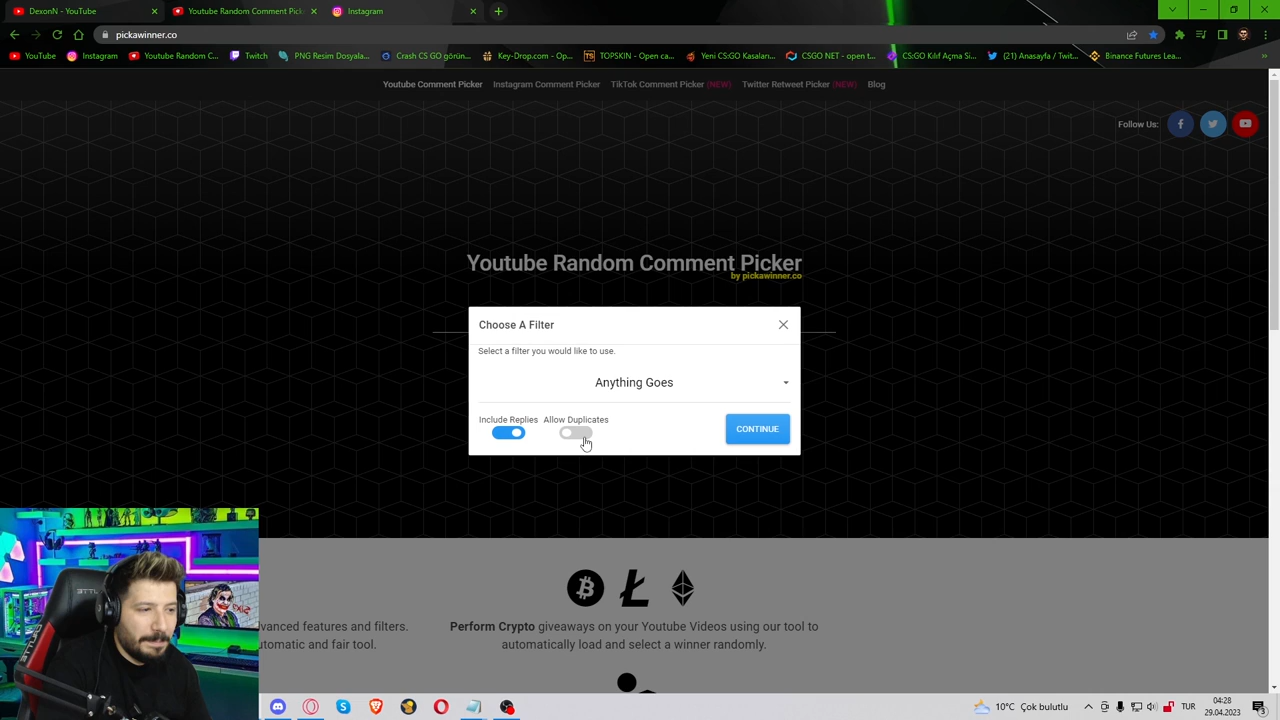 DexonN - YouTube
Youtube Random Comment Pick
Instagram
pickawinner.co
YouTube
Instagram
Youtube Random C...
Twitch
PNG Resim Dosyala...
Crash CS GO görün...
Key-Drop.com - Op...
TOPSKIN - Open ca...
Yeni CS:GO Kasaları...
CSGO NET - open t...
CS:GO Kılıf Açma Si...
(21) Anasayfa / Twit...
Binance Futures Lea...
»
Youtube Comment Picker
Instagram Comment Picker
TikTok Comment Picker (NEW)
Twitter Retweet Picker (NEW)
Blog
Follow Us:
Youtube Random Comment Picker
by pickawinner.co
Choose A Filter
Select a filter you would like to use.
Anything Goes
Include Replies
Allow Duplicates
CONTINUE
vanced features and filters.
utomatic and fair tool.
Perform Crypto giveaways on your Youtube Videos using our tool to
automatically load and select a winner randomly.
10°C Çok bulutlu
TUR
04:28
29.04.2023
3